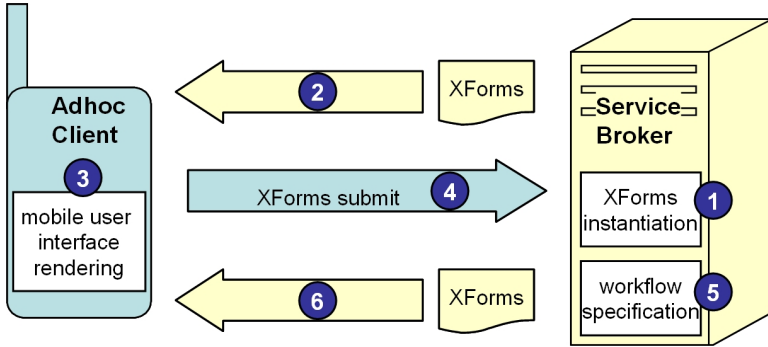 Adhoc
Client
3
mobile user
interface
rendering
2
XForms
XForms submit
4
6
XForms
Service
Broker
XForms
instantiation
1
workflow
specification
5